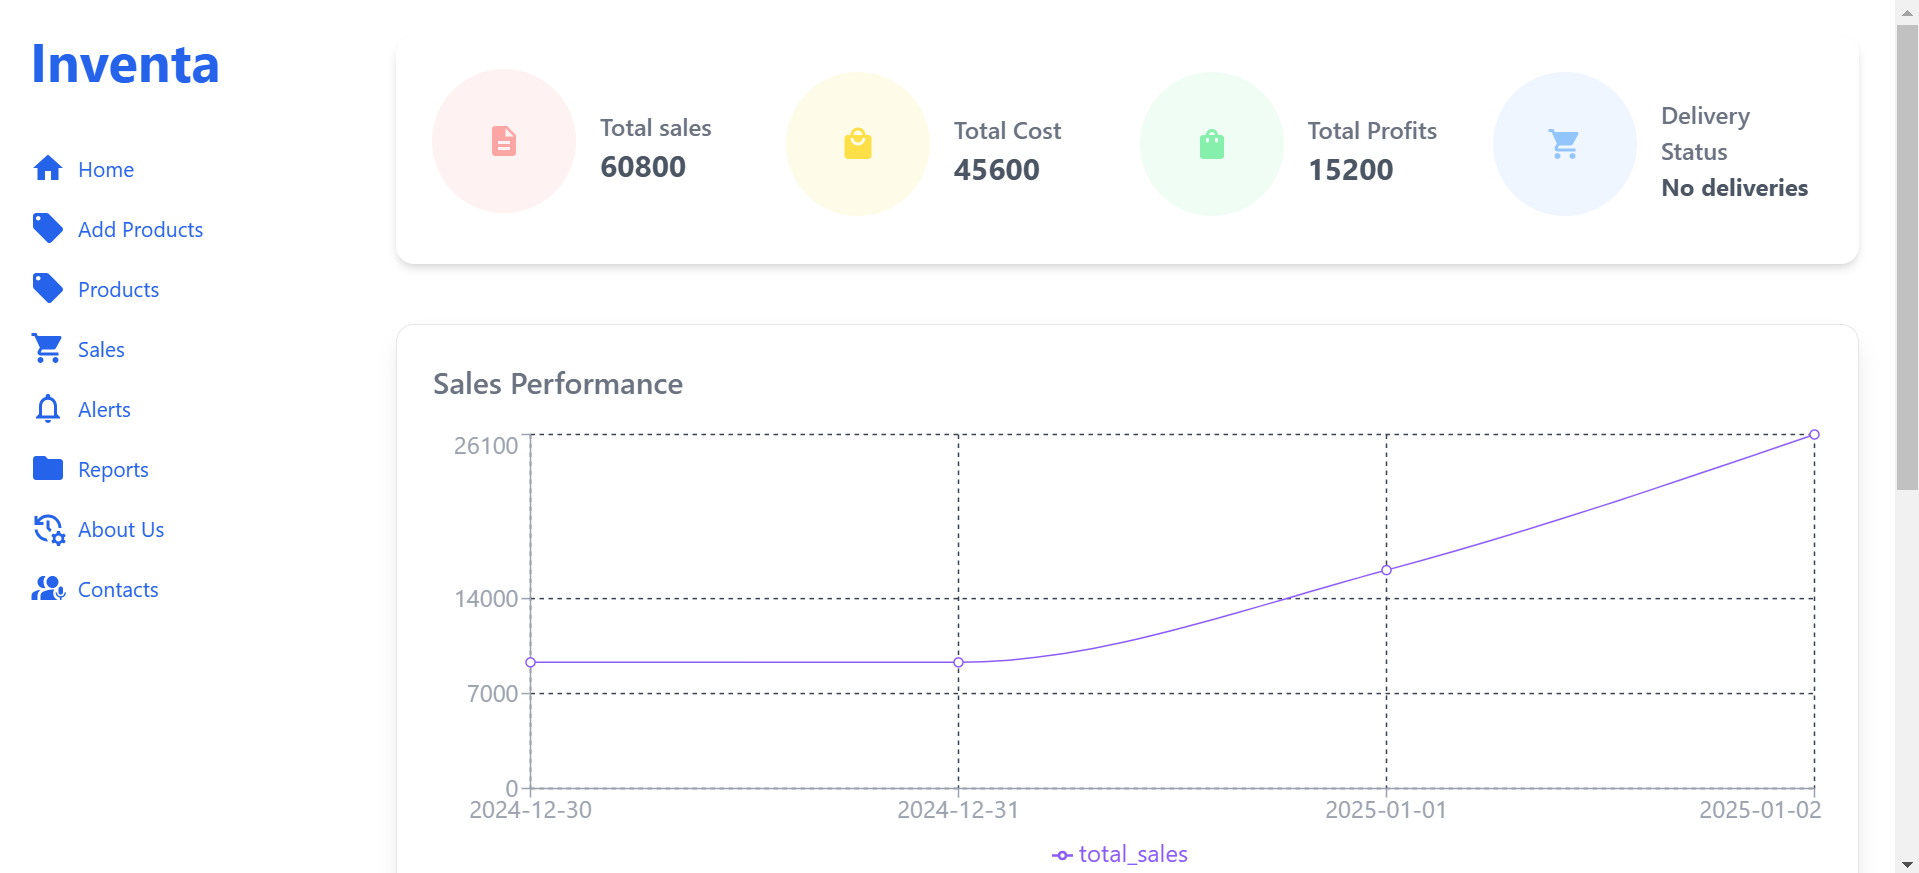 Inventa
Home
Add Products
Products
Sales
Alerts
Reports
About Us
Contacts
Total sales
60800
Total Cost
45600
Total Profits
15200
Delivery
Status
No deliveries
Sales Performance
26100
14000
7000
0
2024-12-30
2024-12-31
2025-01-01
2025-01-02
total_sales